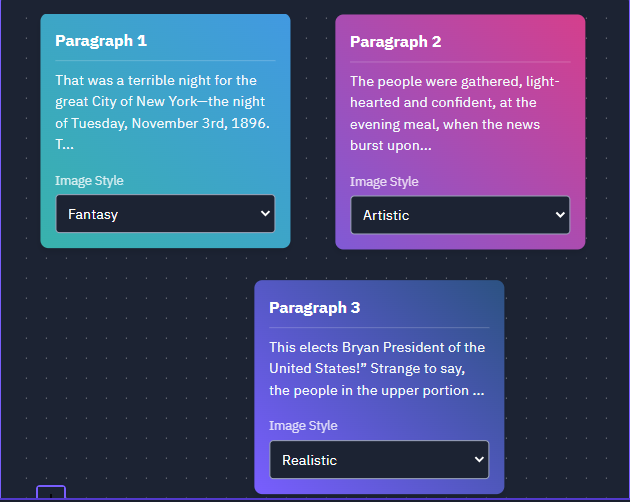 Paragraph 1
That was a terrible night for the
great City of New York—the night
of Tuesday, November 3rd, 1896.
T...
Image Style
Fantasy
Paragraph 2
The people were gathered, light-
hearted and confident, at the
evening meal, when the news
burst upon...
Image Style
Artistic
Paragraph 3
This elects Bryan President of the
United States!” Strange to say,
the people in the upper portion ...
Image Style
Realistic